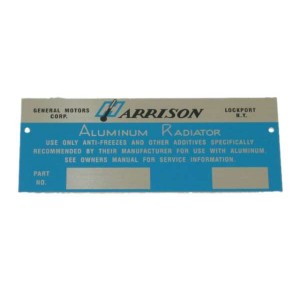 GENERAL MOTORS CORP.
HARRISON
LOCKPORT N.Y.
ALUMINUM RADIATOR
USE ONLY ANTI-FREEZES AND OTHER ADDITIVES SPECIFICALLY
RECOMMENDED BY THEIR MANUFACTURER FOR USE WITH ALUMINUM.
SEE OWNERS MANUAL FOR SERVICE INFORMATION.
PART NO.